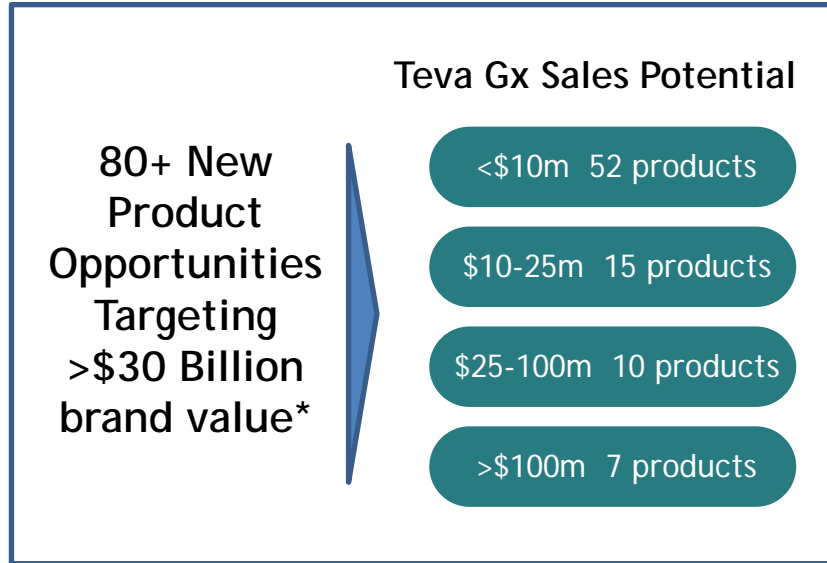 Teva Gx Sales Potential
80+ New
Product
Opportunities
Targeting
>$30 Billion
brand value*
<$10m 52 products
$10-25m 15 products
$25-100m 10 products
>$100m 7 products